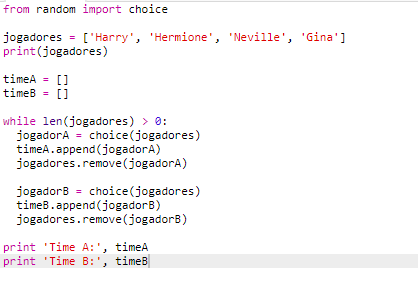 from random import choice
jogadores = ['Harry', 'Hermione', 'Neville', 'Gina']
print(jogadores)
timeA = []
timeB = []
while len(jogadores) > 0:
  jogadorA = choice(jogadores)
  timeA.append(jogadorA)
  jogadores.remove(jogadorA)
  jogadorB = choice(jogadores)
  timeB.append(jogadorB)
  jogadores.remove(jogadorB)
print 'Time A:', timeA
print 'Time B:', timeB